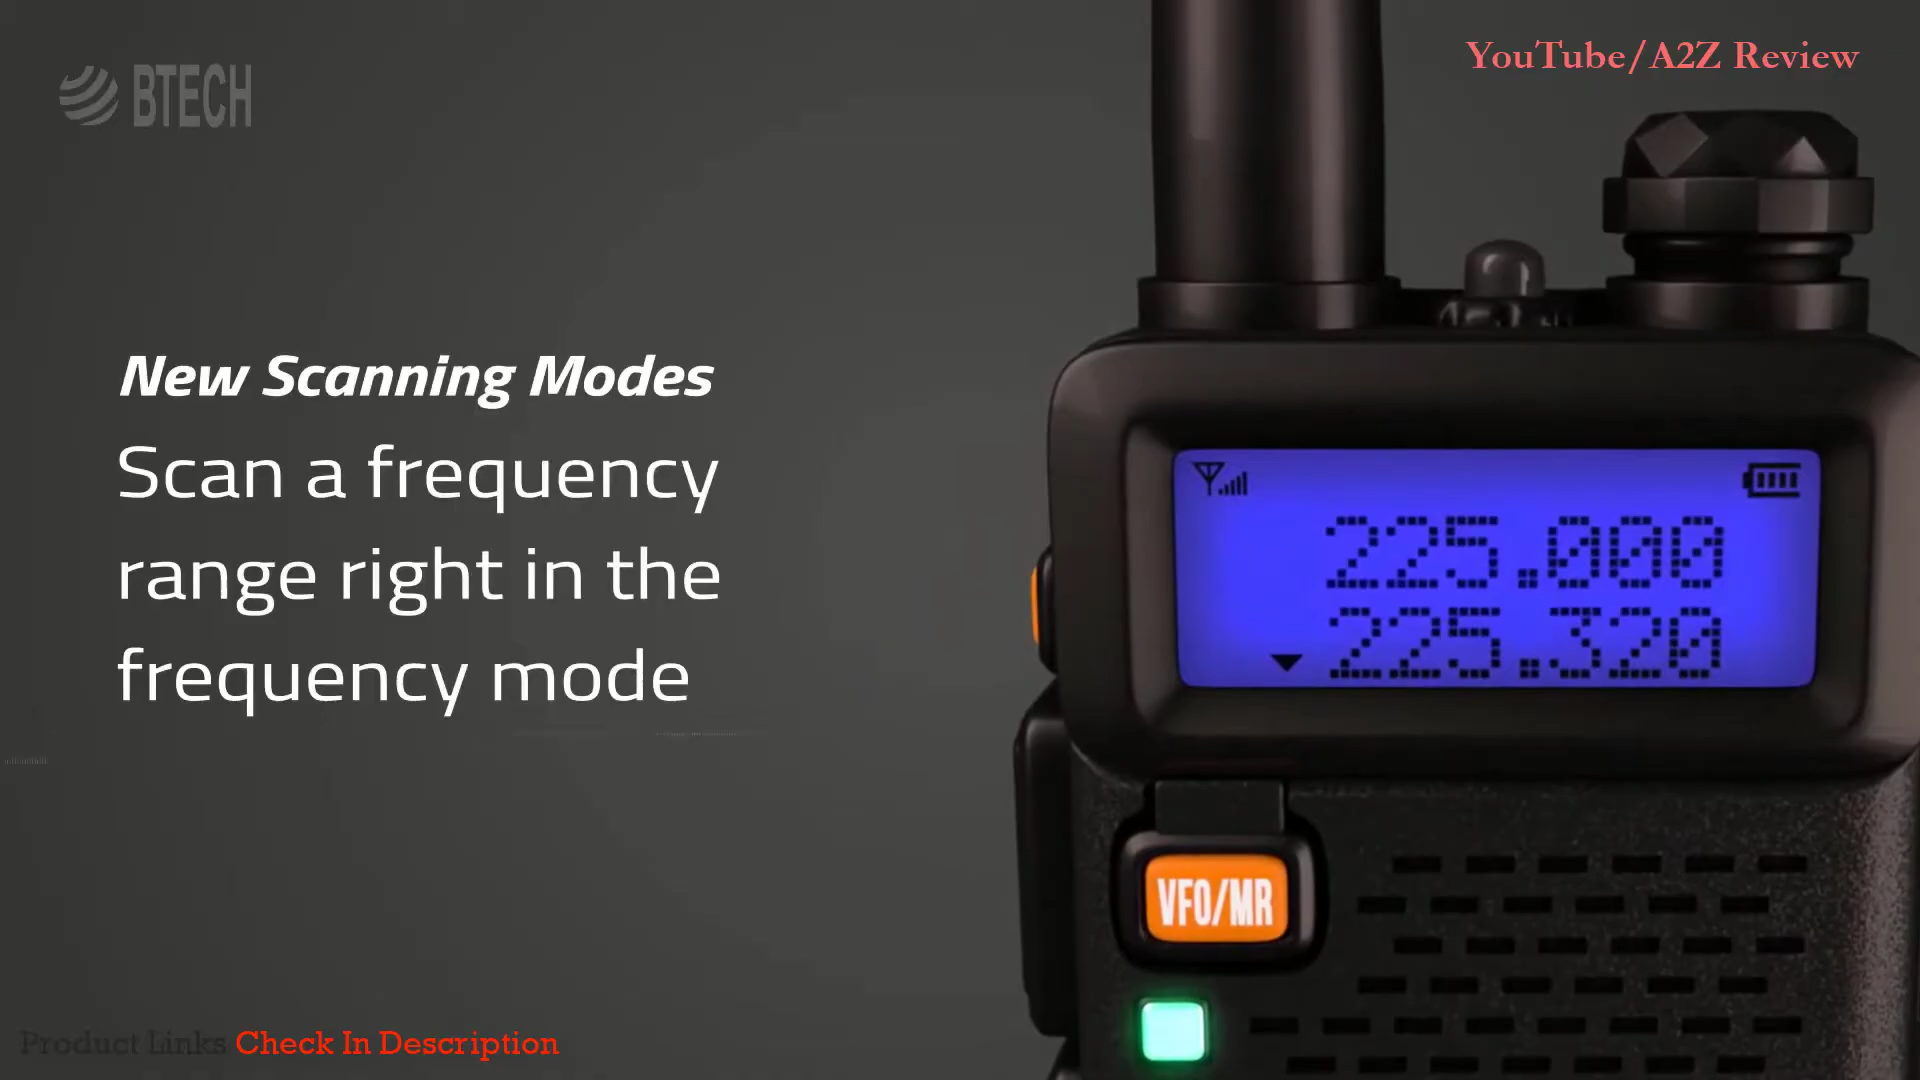 BTECH
YouTube/A2Z Review
New Scanning Modes
Scan a frequency
range right in the
frequency mode
225.000
225.320
VFO/MR
Product Links Check In Description